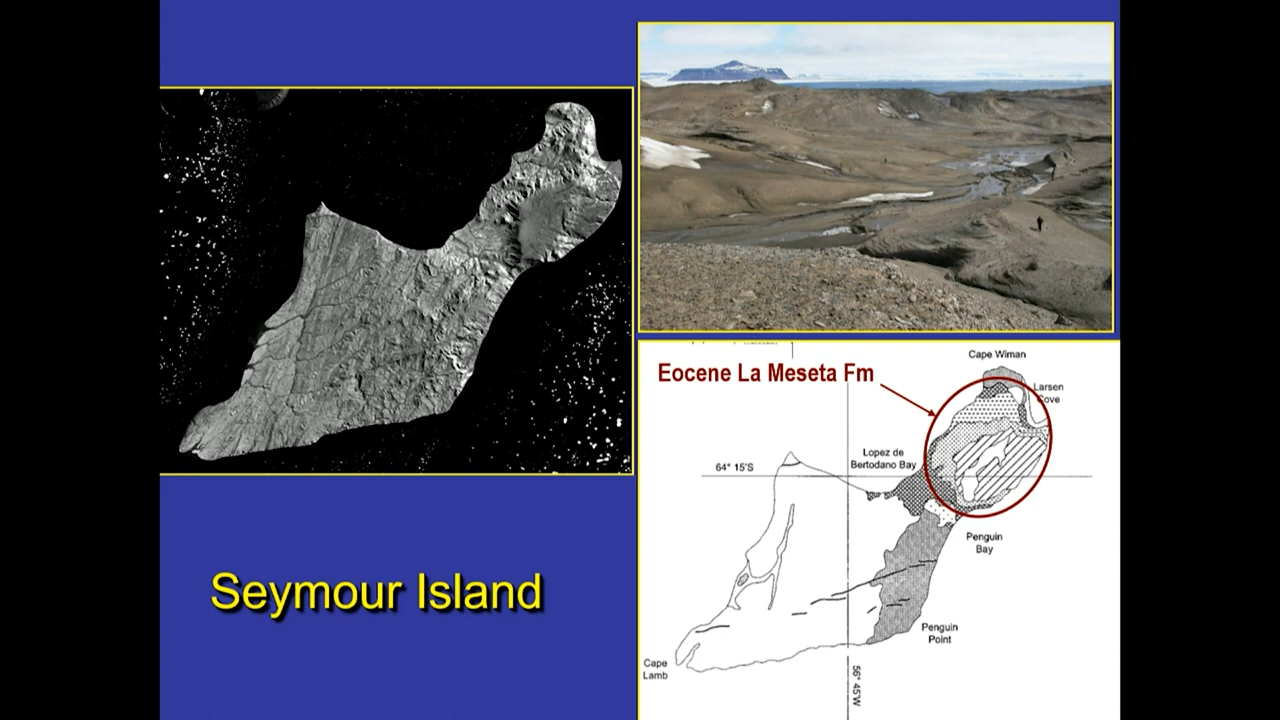 Seymour Island
Eocene La Meseta Fm
Cape Wiman
Larsen
Cove
Lopez de
Bertodano Bay
64° 15'S
Penguin
Bay
Penguin
Point
Cape
Lamb
56° 45'W